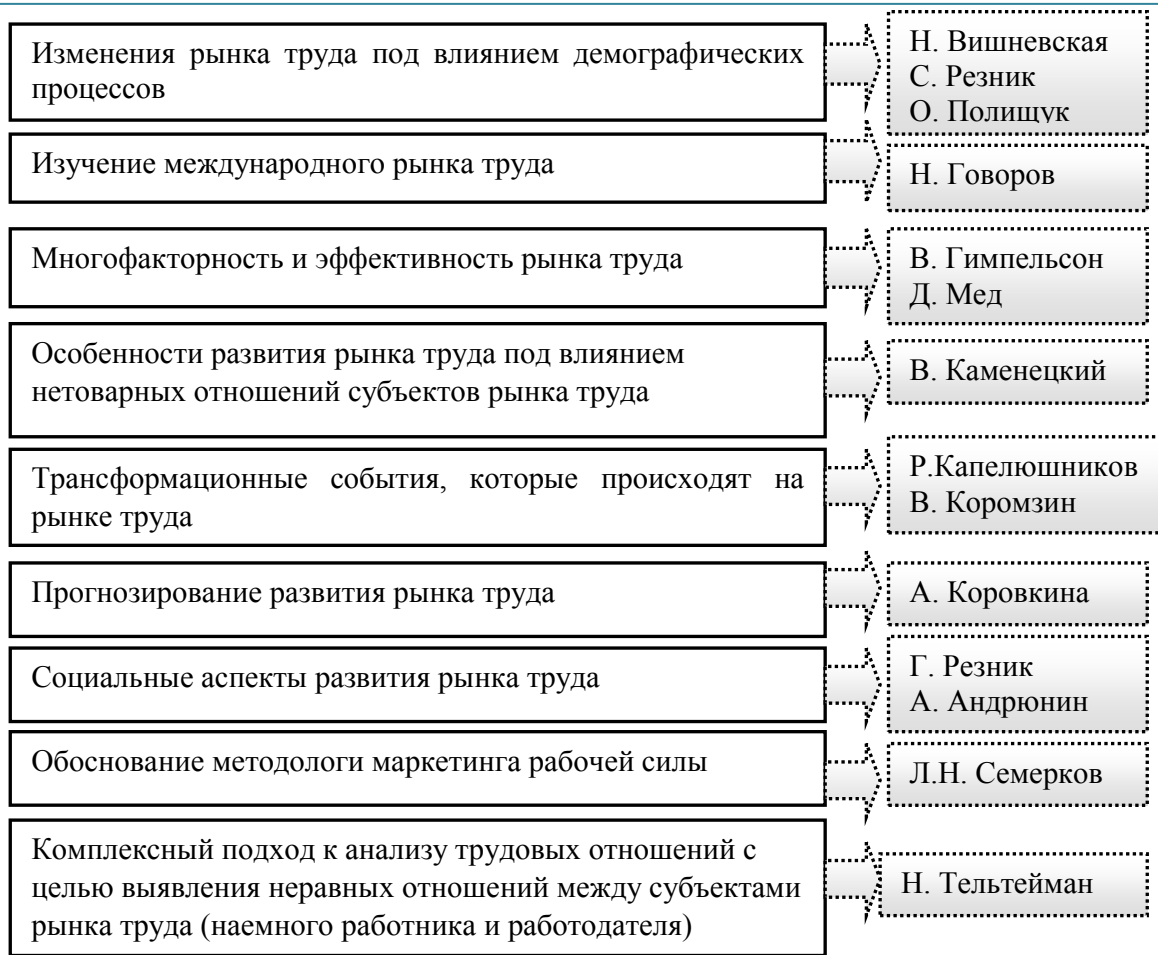 Изменения рынка труда под влиянием демографических
процессов
Н. Вишневская
С. Резник
О. Полищук
Изучение международного рынка труда
Н. Говоров
Многофакторность и эффективность рынка труда
В. Гимпельсон
Д. Мед
Особенности развития рынка труда под влиянием
нетоварных отношений субъектов рынка труда
В. Каменецкий
Трансформационные события, которые происходят на
рынке труда
Р.Капелюшников
В. Коромзин
Прогнозирование развития рынка труда
А. Коровкина
Социальные аспекты развития рынка труда
Г. Резник
А. Андрюнин
Обоснование методологи маркетинга рабочей силы
Л.Н. Семерков
Комплексный подход к анализу трудовых отношений с
целью выявления неравных отношений между субъектами
рынка труда (наемного работника и работодателя)
Н. Тельтейман